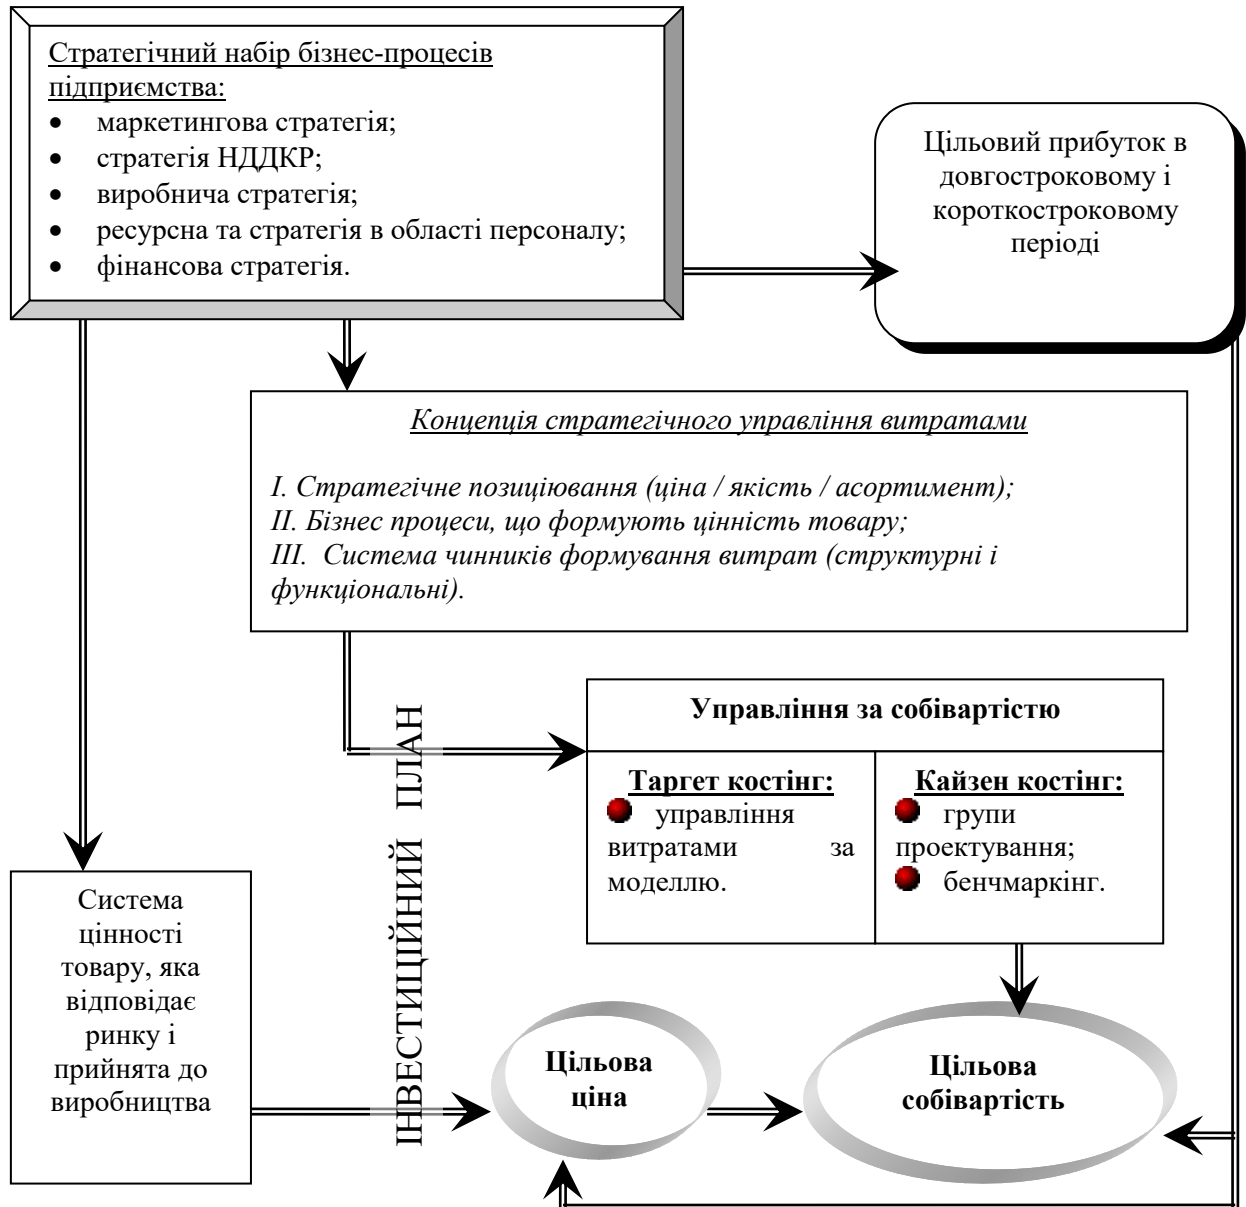 Стратегічний набір бізнес-процесів
підприємства:
• маркетингова стратегія;
• стратегія НДДКР;
• виробнича стратегія;
• ресурсна та стратегія в області персоналу;
• фінансова стратегія.
Цільовий прибуток в
довгостроковому і
короткостроковому
періоді
Концепція стратегічного управління витратами
I. Стратегічне позиціювання (ціна / якість / асортимент);
II. Бізнес процеси, що формують цінність товару;
III. Система чинників формування витрат (структурні і
функціональні).
Управління за собівартістю
Таргет костінг:
управління
витратами за
моделлю.
Кайзен костінг:
групи
проектування;
бенчмаркінг.
ІНВЕСТИЦІЙНИЙ ПЛАН
Система
цінності
товару, яка
відповідає
ринку і
прийнята до
виробництва
Цільова
ціна
Цільова
собівартість